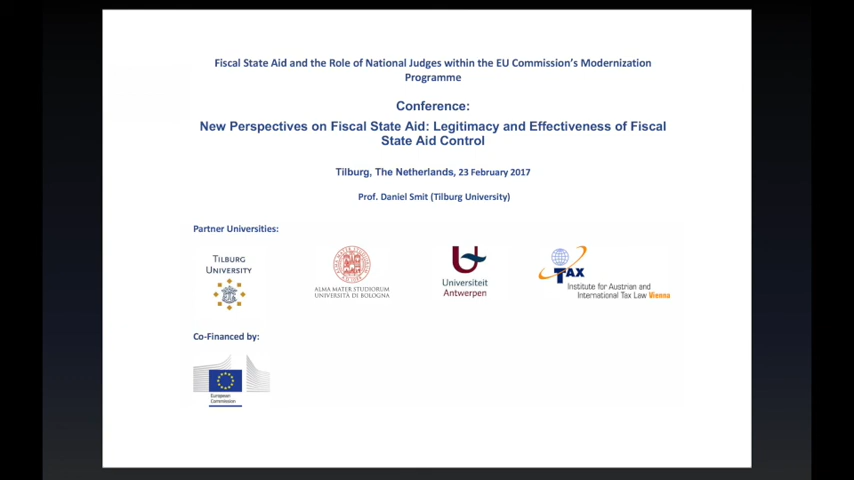 Fiscal State Aid and the Role of National Judges within the EU Commission's Modernization
Programme
Conference:
New Perspectives on Fiscal State Aid: Legitimacy and Effectiveness of Fiscal
State Aid Control
Tilburg, The Netherlands, 23 February 2017
Prof. Daniel Smit (Tilburg University)
Partner Universities:
TILBURG
UNIVERSITY
ALMA MATER STUDIORUM
UNIVERSITÀ DI BOLOGNA
Universiteit
Antwerpen
TAX
Institute for Austrian and
International Tax Law Vienna
Co-Financed by:
European
Commission